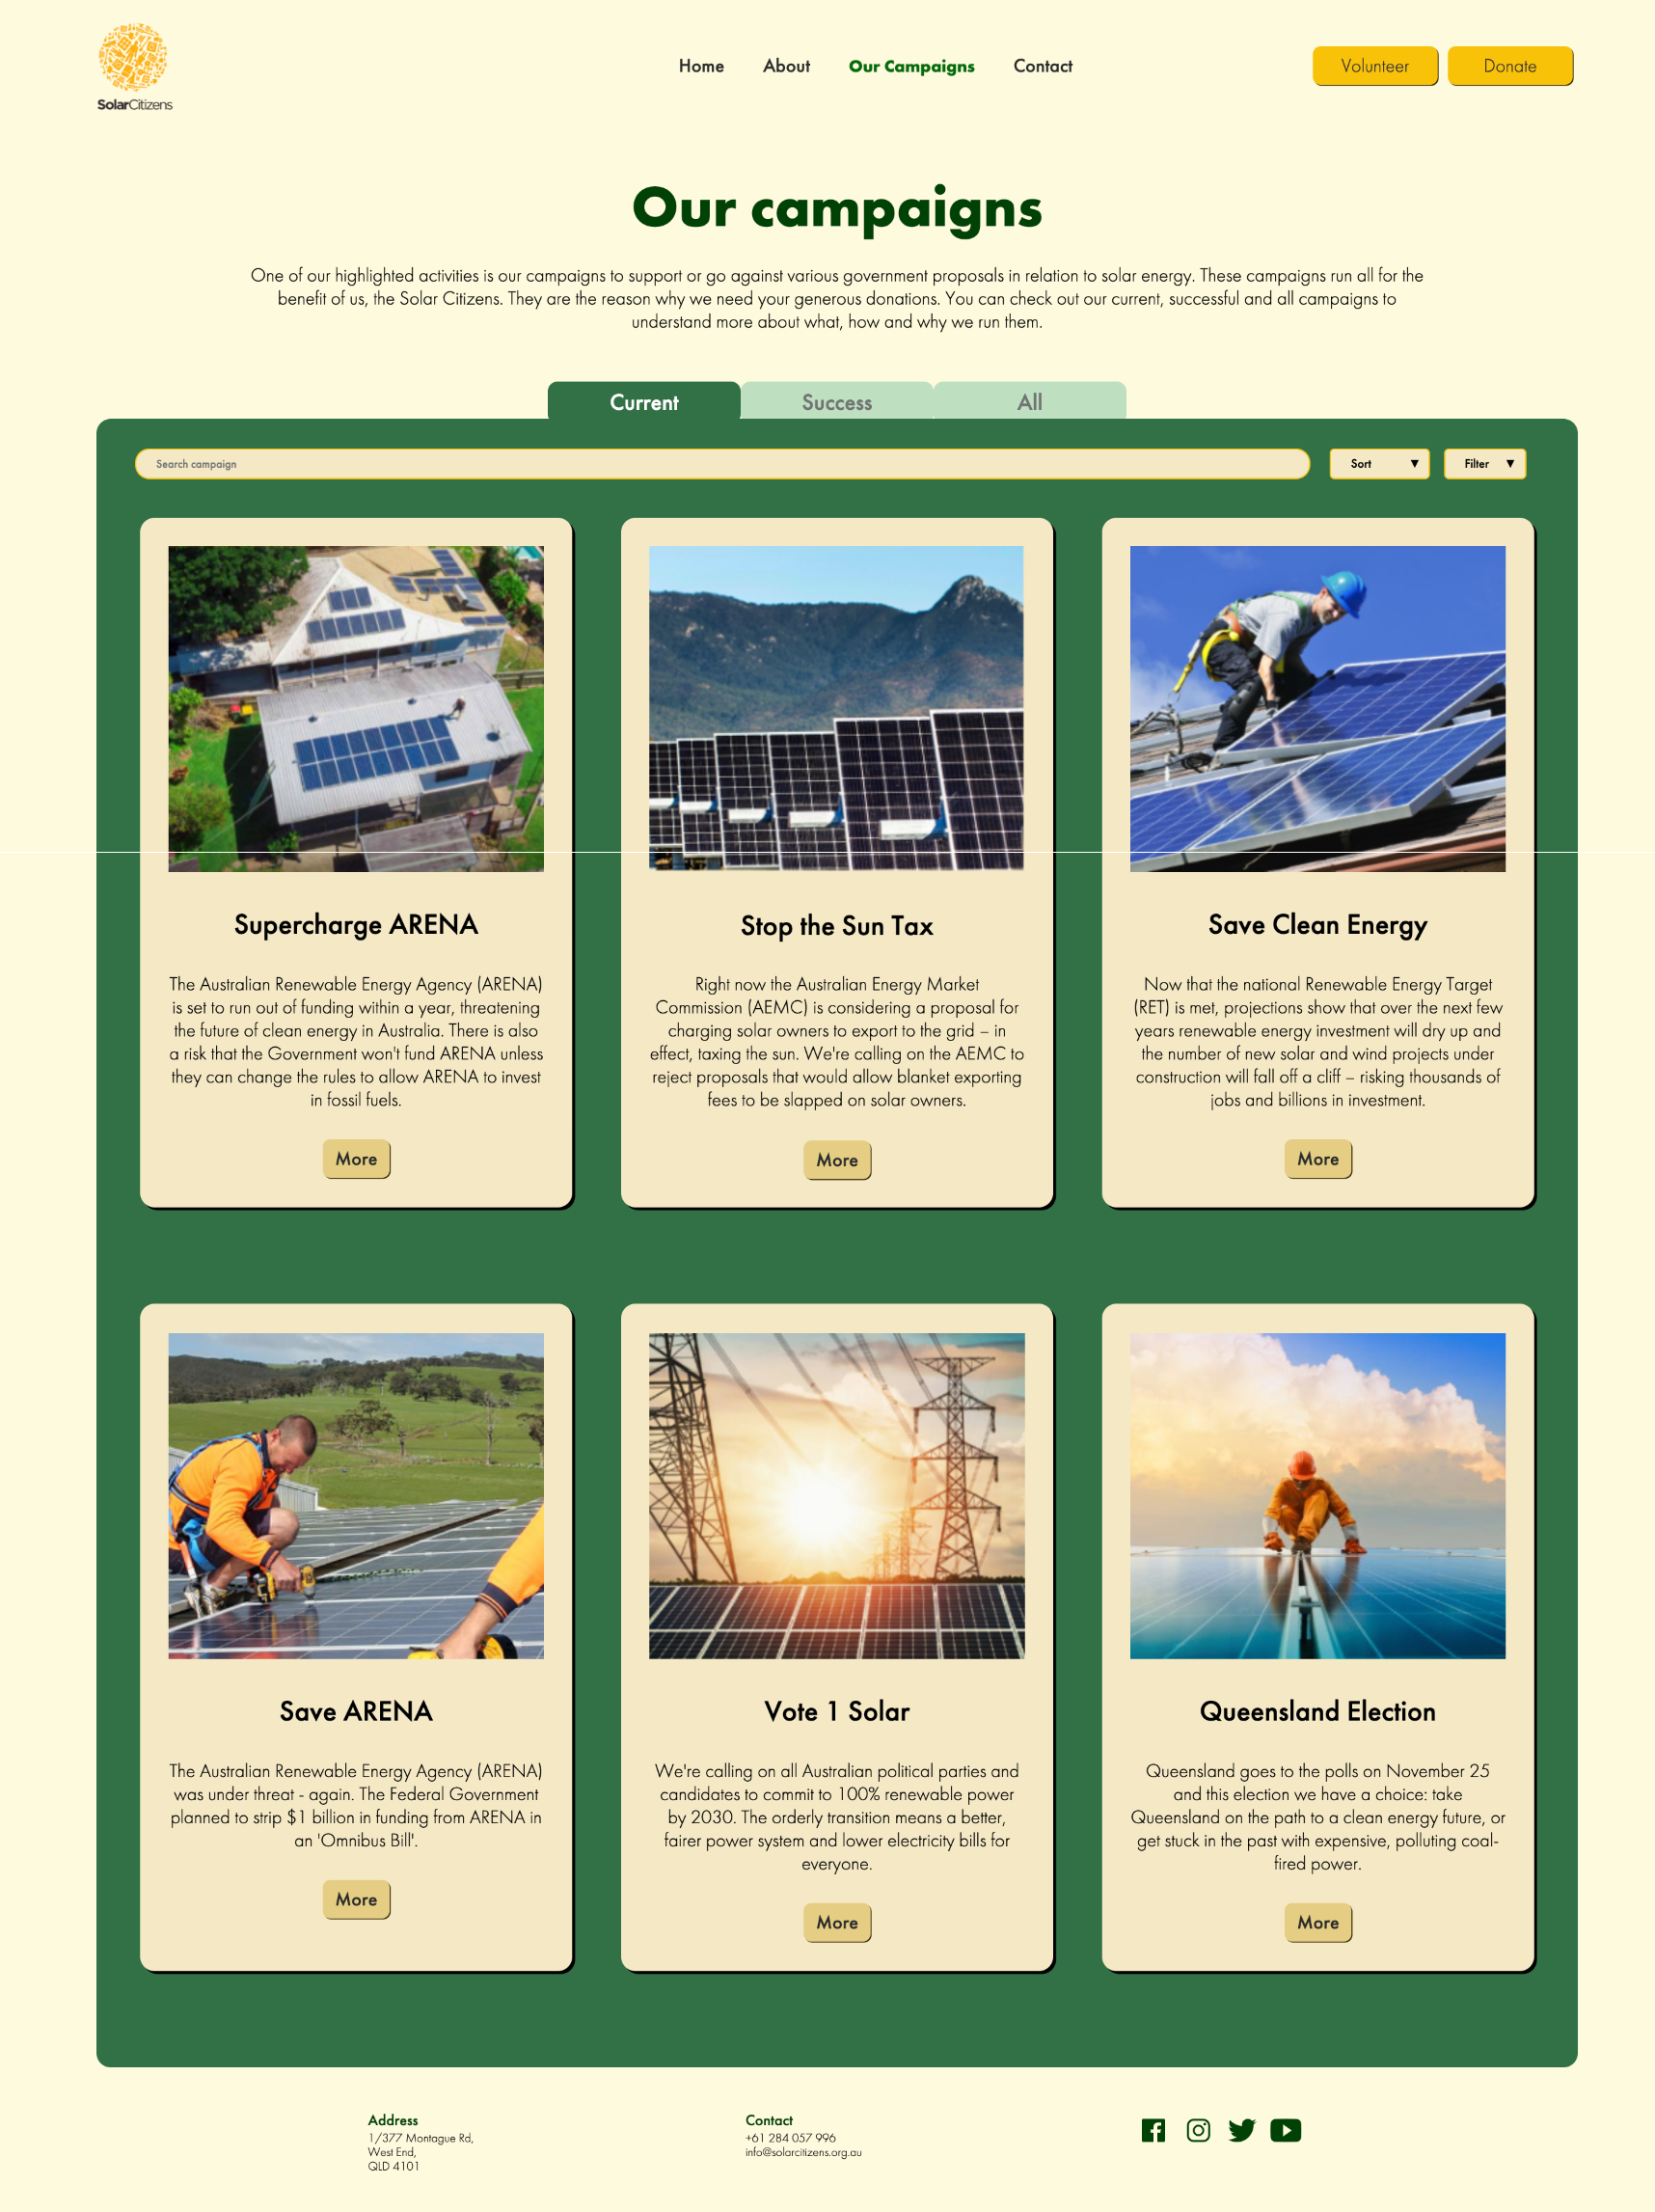 SolarCitizens
Home
About
Our Campaigns
Contact
Volunteer
Donate
Our campaigns
One of our highlighted activities is our campaigns to support or go against various government proposals in relation to solar energy. These campaigns run all for the
benefit of us, the Solar Citizens. They are the reason why we need your generous donations. You can check out our current, successful and all campaigns to
understand more about what, how and why we run them.
Current
Success
All
Search campaign
Sort
Filter
Supercharge ARENA
The Australian Renewable Energy Agency (ARENA)
is set to run out of funding within a year, threatening
the future of clean energy in Australia. There is also
a risk that the Government won't fund ARENA unless
they can change the rules to allow ARENA to invest
in fossil fuels.
More
Stop the Sun Tax
Right now the Australian Energy Market
Commission (AEMC) is considering a proposal for
charging solar owners to export to the grid – in
effect, taxing the sun. We're calling on the AEMC to
reject proposals that would allow blanket exporting
fees to be slapped on solar owners.
More
Save Clean Energy
Now that the national Renewable Energy Target
(RET) is met, projections show that over the next few
years renewable energy investment will dry up and
the number of new solar and wind projects under
construction will fall off a cliff – risking thousands of
jobs and billions in investment.
More
Save ARENA
The Australian Renewable Energy Agency (ARENA)
was under threat - again. The Federal Government
planned to strip $1 billion in funding from ARENA in
an 'Omnibus Bill'.
More
Vote 1 Solar
We're calling on all Australian political parties and
candidates to commit to 100% renewable power
by 2030. The orderly transition means a better,
fairer power system and lower electricity bills for
everyone.
More
Queensland Election
Queensland goes to the polls on November 25
and this election we have a choice: take
Queensland on the path to a clean energy future, or
get stuck in the past with expensive, polluting coal-
fired power.
More
Address
1/377 Montague Rd,
West End,
QLD 4101
Contact
+61 284 057 996
info@solarcitizens.org.au